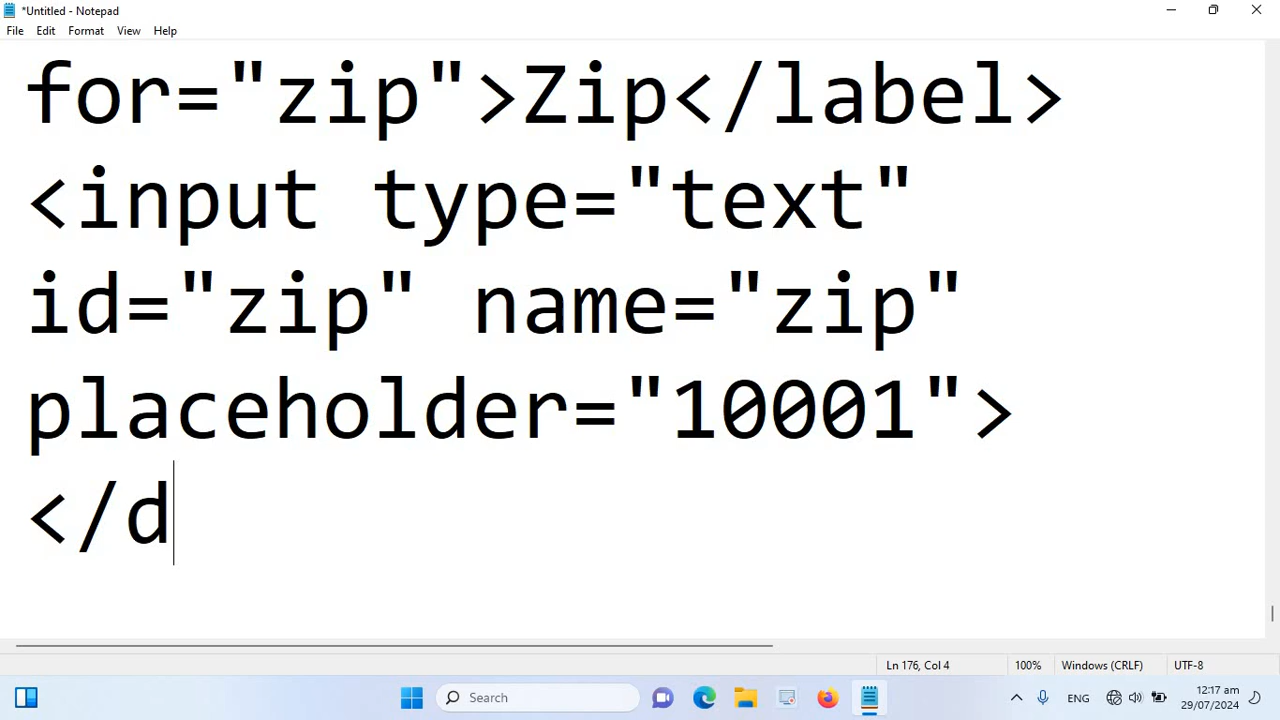 *Untitled - Notepad
File Edit Format View Help
for="zip">Zip</label>
<input type="text"
id="zip" name="zip"
placeholder="10001">
</d
Ln 176, Col 4 100% Windows (CRLF) UTF-8
Search ENG 12:17 am
29/07/2024